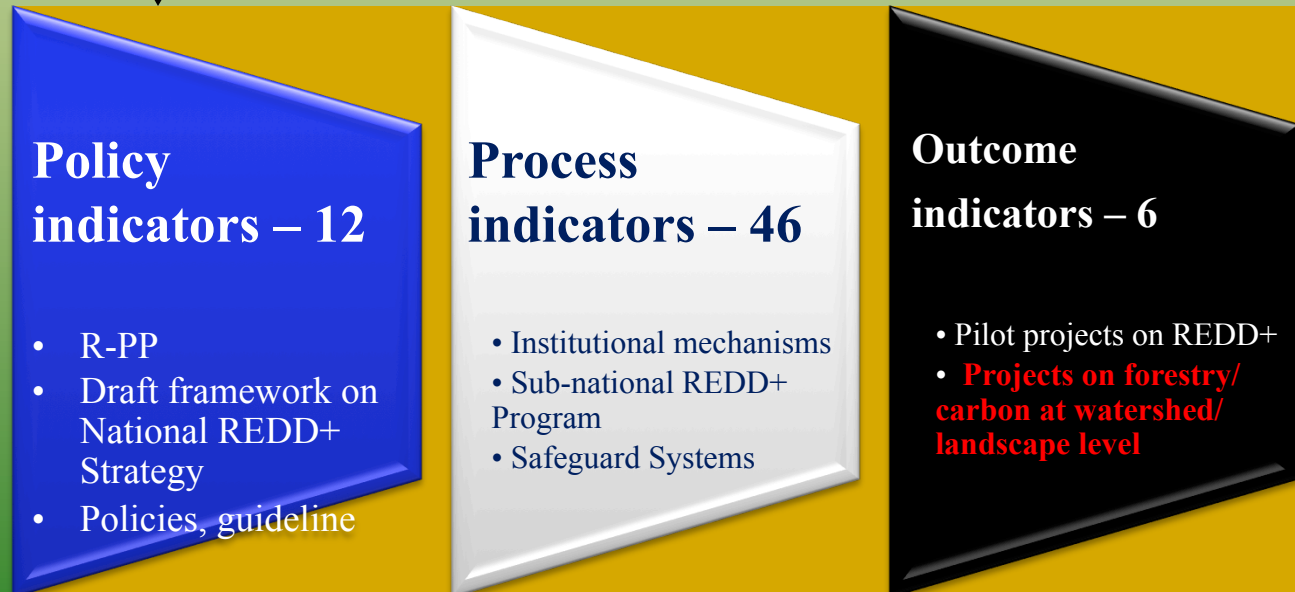 Policy
indicators – 12
• R-PP
• Draft framework on
National REDD+
Strategy
• Policies, guideline
Process
indicators – 46
• Institutional mechanisms
• Sub-national REDD+
Program
• Safeguard Systems
Outcome
indicators – 6
• Pilot projects on REDD+
• Projects on forestry/
carbon at watershed/
landscape level